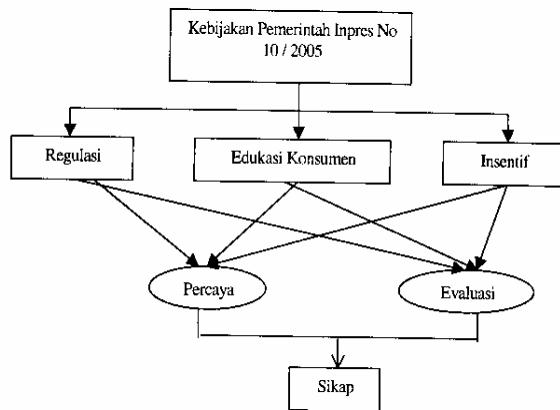 Kebijakan Pemerintah Inpres No
10 / 2005
Regulasi
Edukasi Konsumen
Insentif
Percaya
Evaluasi
Sikap